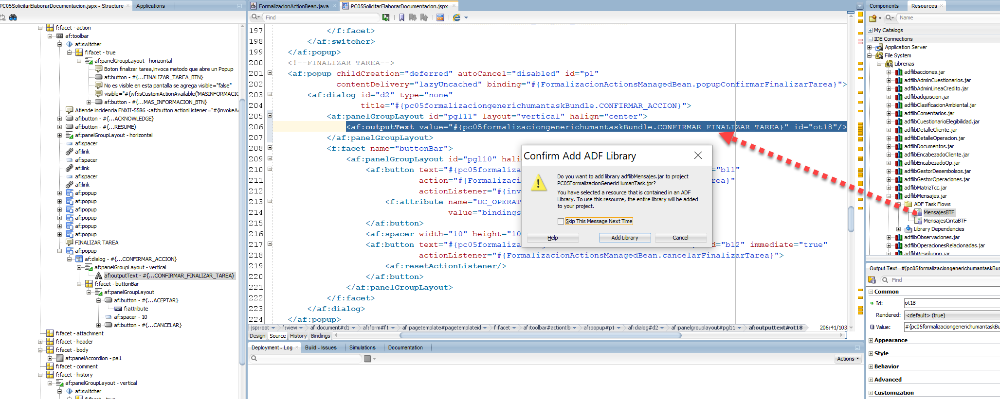 PC05SolicitarElaborarDocumentacion.jspx - Structure
Applications
f:facet - action
af:toolbar
af:switcher
f:facet - true
af:panelGroupLayout - horizontal
Boton finalizar tarea,invoca metodo que abre un Popup
af:button - #{...FINALIZAR_TAREA_BTN}
No es visible en esta pantalla se agrega visible="false"
visible="#{wf:isCustomActionAvailable('MASINFORMACIO
af:button - #{...MAS_INFORMACION_BTN}
Atiende incidencia FNXII-5586 <af:button actionListener="#{invokeAc
af:button - #{...ACKNOWLEDGE}
af:button - #{...RESUME}
af:panelGroupLayout - horizontal
af:spacer
af:link
af:spacer
af:link
af:spacer
af:link
af:popup
af:popup
af:popup
af:popup
af:popup
af:popup
FINALIZAR TAREA
af:popup
af:dialog - #{...CONFIRMAR_ACCION}
af:panelGroupLayout - vertical
af:outputText - #{...CONFIRMAR_FINALIZAR_TAREA}
f:facet - buttonBar
af:panelGroupLayout
af:button - #{...ACEPTAR}
f:attribute
af:spacer - 10
af:button - #{...CANCELAR}
f:facet - attachment
f:facet - header
f:facet - body
af:panelAccordion - pa1
f:facet - comment
f:facet - history
af:panelGroupLayout - vertical
af:switcher
f:facet - true
FormalizacionActionBean.java
PC05SolicitarElaborarDocumentacion.jspx
Find
197 </f:facet>
198 </af:switcher>
199 </af:popup>
200 <!--FINALIZAR TAREA-->
201 <af:popup childCreation="deferred" autoCancel="disabled" id="p1"
202 contentDelivery="lazyUncached" binding="#{FormalizacionActionsManagedBean.popupConfirmarFinalizarTarea}">
203 <af:dialog id="d2" type="none"
204 title="#{pc05formalizaciongenerichumantaskBundle.CONFIRMAR_ACCION}">
205 <af:panelGroupLayout id="pgl11" layout="vertical" halign="center">
206 <af:outputText value="#{pc05formalizaciongenerichumantaskBundle.CONFIRMAR_FINALIZAR_TAREA}" id="ot18"/>
207 </af:panelGroupLayout>
208 <f:facet name="buttonBar">
209 <af:panelGroupLayout id="pgl10" hali
210 <af:button text="#{pc05formaliza ="b11"
211 action="#{Formalizaci rea}"
212 actionListener="#{inv
213 <f:attribute name="DC_OPERAT
214 value="bindings
215 </af:button>
216 <af:spacer width="10" height="10
217 <af:button text="#{pc05formalizaciong d="b12" immediate="true"
218 actionListener="#{FormalizacionActionsManagedBean.cancelarFinalizarTarea}">
219 <af:resetActionListener/>
220 </af:button>
221 </af:panelGroupLayout>
222 </f:facet>
223 </af:dialog>
224 </af:popup>
Confirm Add ADF Library
Do you want to add library adflibMensajes.jar to project
PC05FormalizacionGenericHumanTask.jpr?
You have selected a resource that is contained in an ADF
Library. To use this resource, the entire library will be added
to your project.
Skip This Message Next Time
Help
Add Library
Cancel
jsp:root
f:view
af:document#d1
af:form#f1
af:pagetemplate#pagetemplateid
f:facet
af:toolbar#actiontlb
af:popup#p1
af:dialog#d2
af:panelgrouplayout#pgl11
af:outputtext#ot18
206:41/103
Design
Source
History
Bindings
Deployment - Log
Build - Issues
Simulations
Documentation
Actions
Components
Resources
Name
My Catalogs
IDE Connections
Application Server
File System
Librerias
adflibacciones.jar
adflibAdminCuestionarios.jar
adflibAdminLineaCredito.jar
adflibadquiscion.jar
adflibClasificacionAmbiental.jar
adflibComentarios.jar
adflibCuestionarioElegibilidad.jar
adflibDetalleCliente.jar
adflibDetalleOperacion.jar
adflibDocumentos.jar
adflibEncabezadoCliente.jar
adflibEncabezadoOp.jar
adflibGestorDesembolsos.jar
adflibGestorOperaciones.jar
adflibMatrizTcc.jar
adflibMensajes.jar
ADF Task Flows
MensajesBTF
MensajesCintaBTF
Library Dependencies
adflibObservaciones.jar
adflibOperacionesRelacionadas.jar
adflibResolucion.jar
Output Text - #{pc05formalizaciongenerichumantaskBun
Find
Common
Id:
ot18
Rendered:
<default> (true)
Value:
#{pc05formalizaciongenerichumantaskBu
Appearance
Style
Behavior
Advanced
Customization